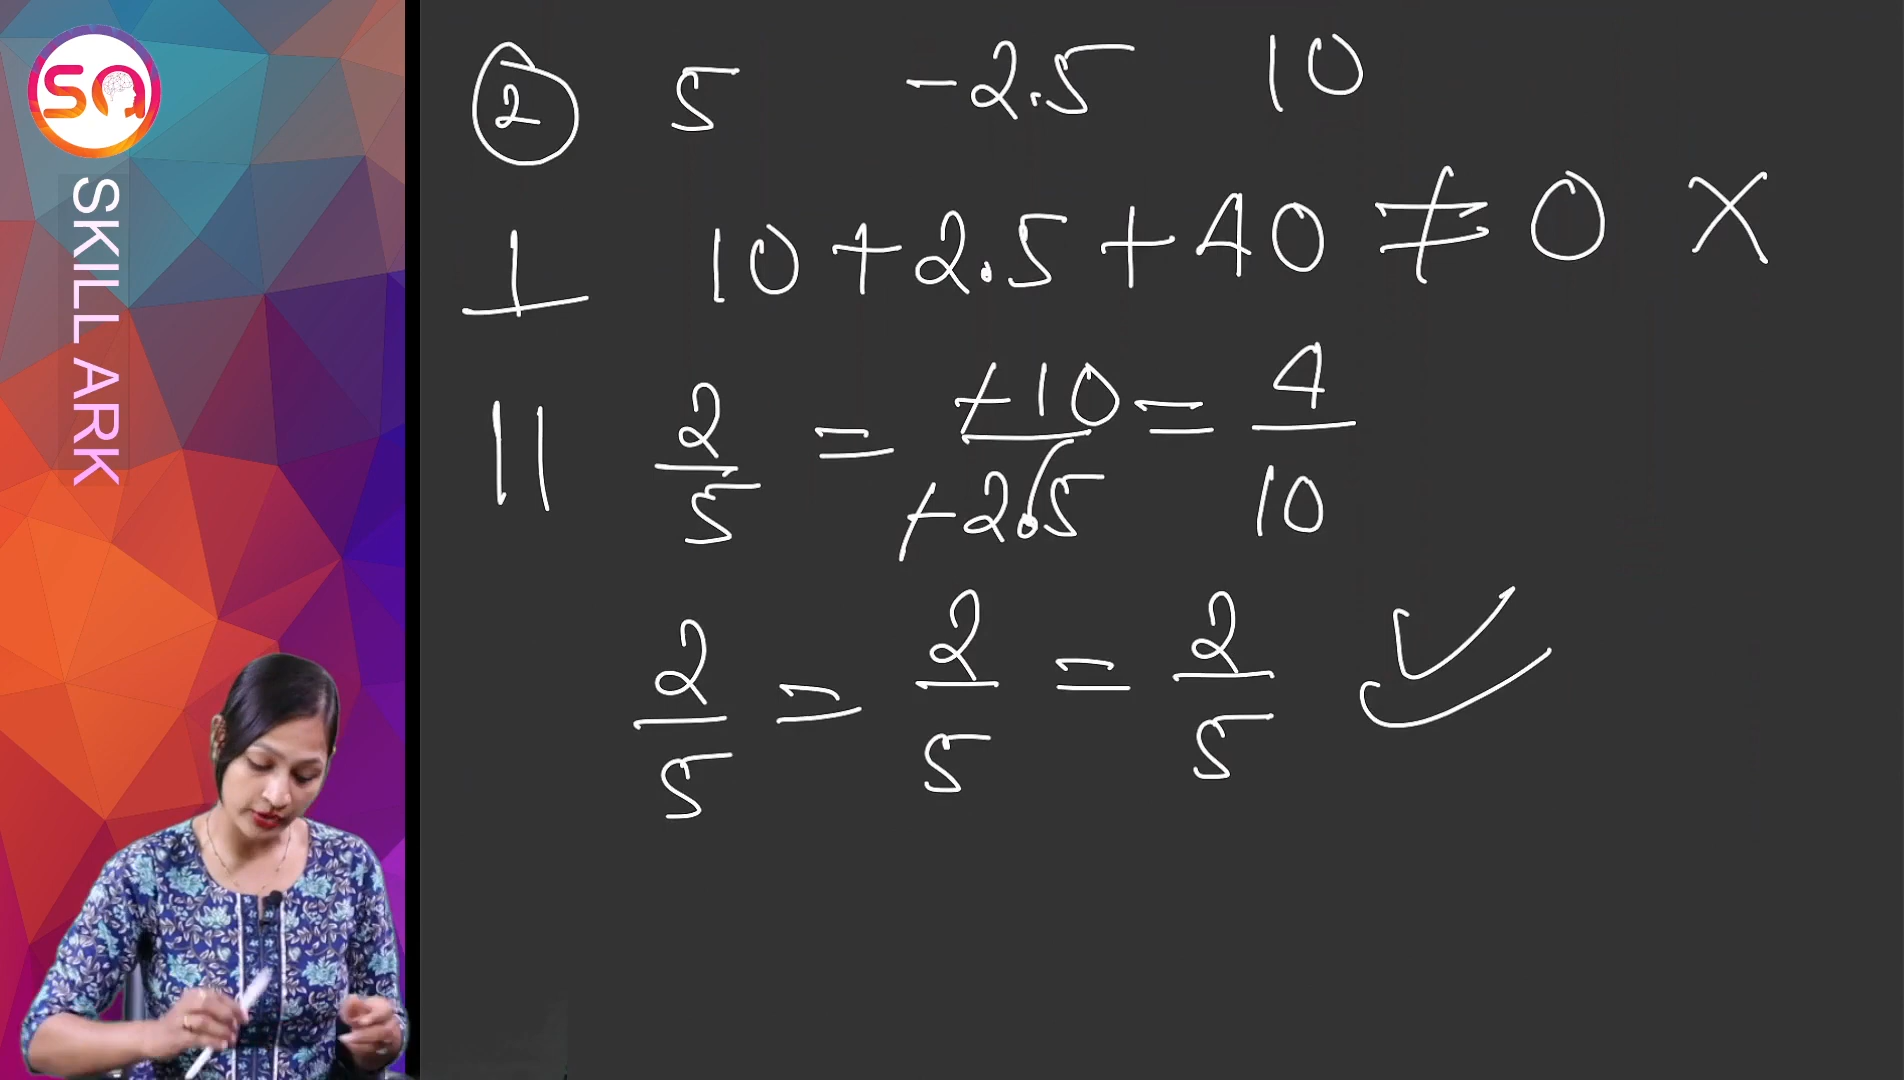 SA
SKILL ARK
2 5 -2.5 10
⊥ 10 + 2.5 + 40 ≠ 0 X
|| 2/5 = -10/-2.5 = 4/10
2/5 = 2/5 = 2/5 ✓